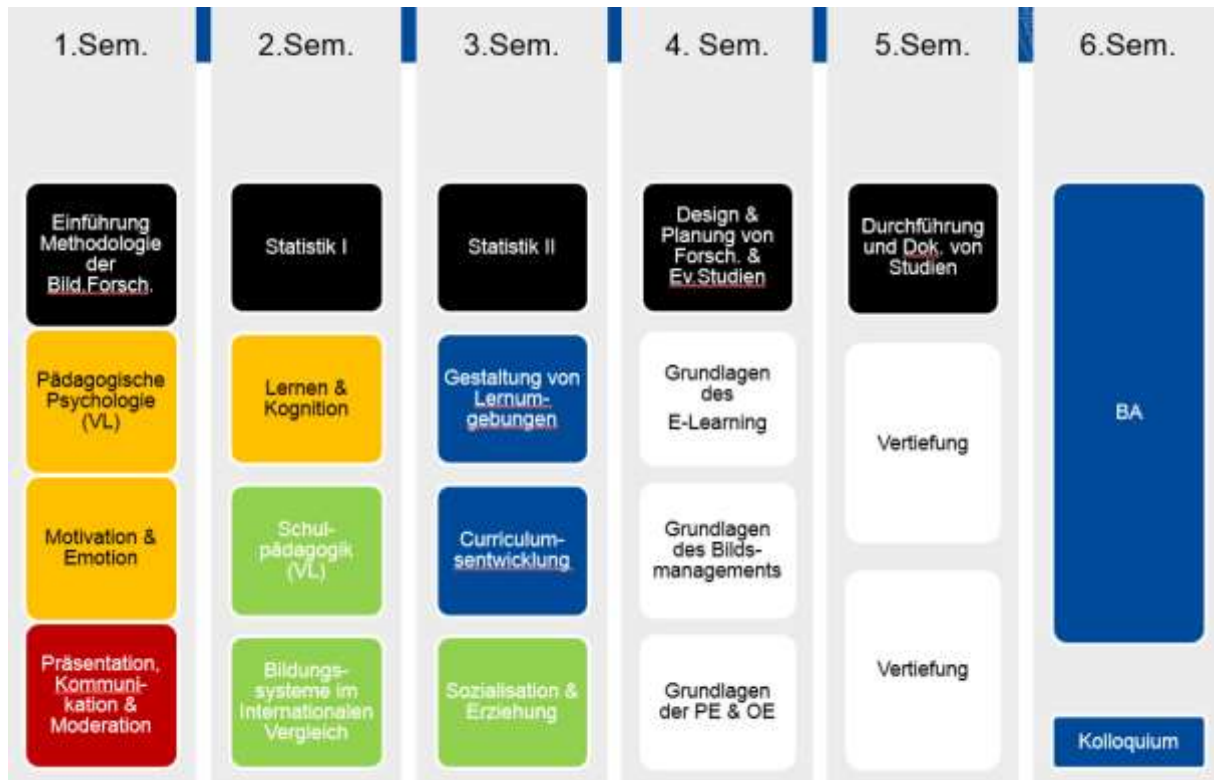 1.Sem.
2.Sem.
3.Sem.
4. Sem.
5.Sem.
6.Sem.
Einführung
Methodologie
der
Bild.Forsch.
Pädagogische
Psychologie
(VL)
Motivation &
Emotion
Präsentation,
Kommuni-
kation &
Moderation
Statistik I
Lernen &
Kognition
Schul-
pädagogik
(VL)
Bildungs-
systeme im
Internationalen
Vergleich
Statistik II
Gestaltung von
Lernum-
gebungen
Curriculum-
sentwicklung
Sozialisation &
Erziehung
Design &
Planung von
Forsch. &
Ev.Studien
Grundlagen
des
E-Learning
Grundlagen
des Bilds-
managements
Grundlagen
der PE & OE
Durchführung
und Dok. von
Studien
Vertiefung
Vertiefung
BA
Kolloquium